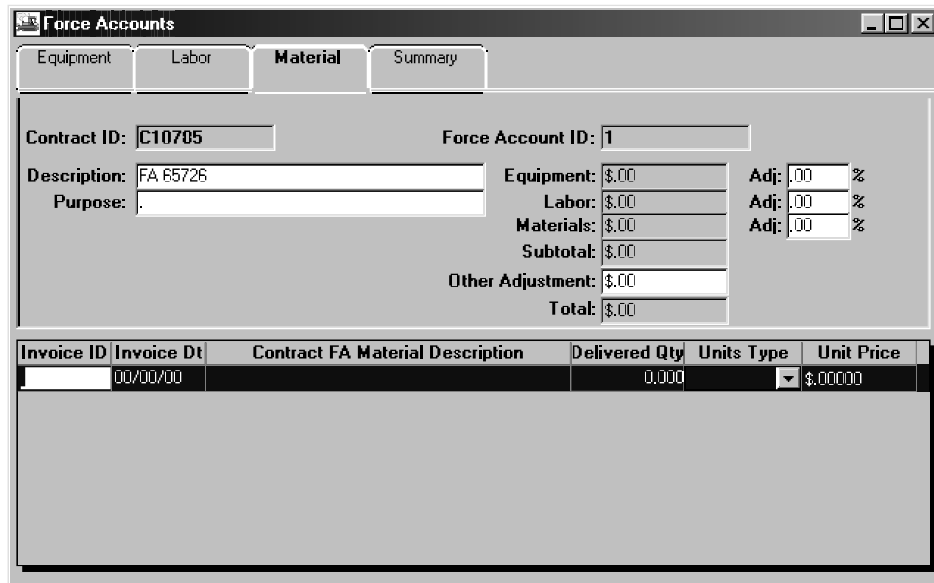 Force Accounts
Equipment Labor Material Summary
Contract ID: C10785 Force Account ID: 1
Description: FA 65726 Equipment: $.00 Adj: .00 %
Purpose: . Labor: $.00 Adj: .00 %
Materials: $.00 Adj: .00 %
Subtotal: $.00
Other Adjustment: $.00
Total: $.00
Invoice ID Invoice Dt Contract FA Material Description Delivered Qty Units Type Unit Price
00/00/00 0.000 $.00000